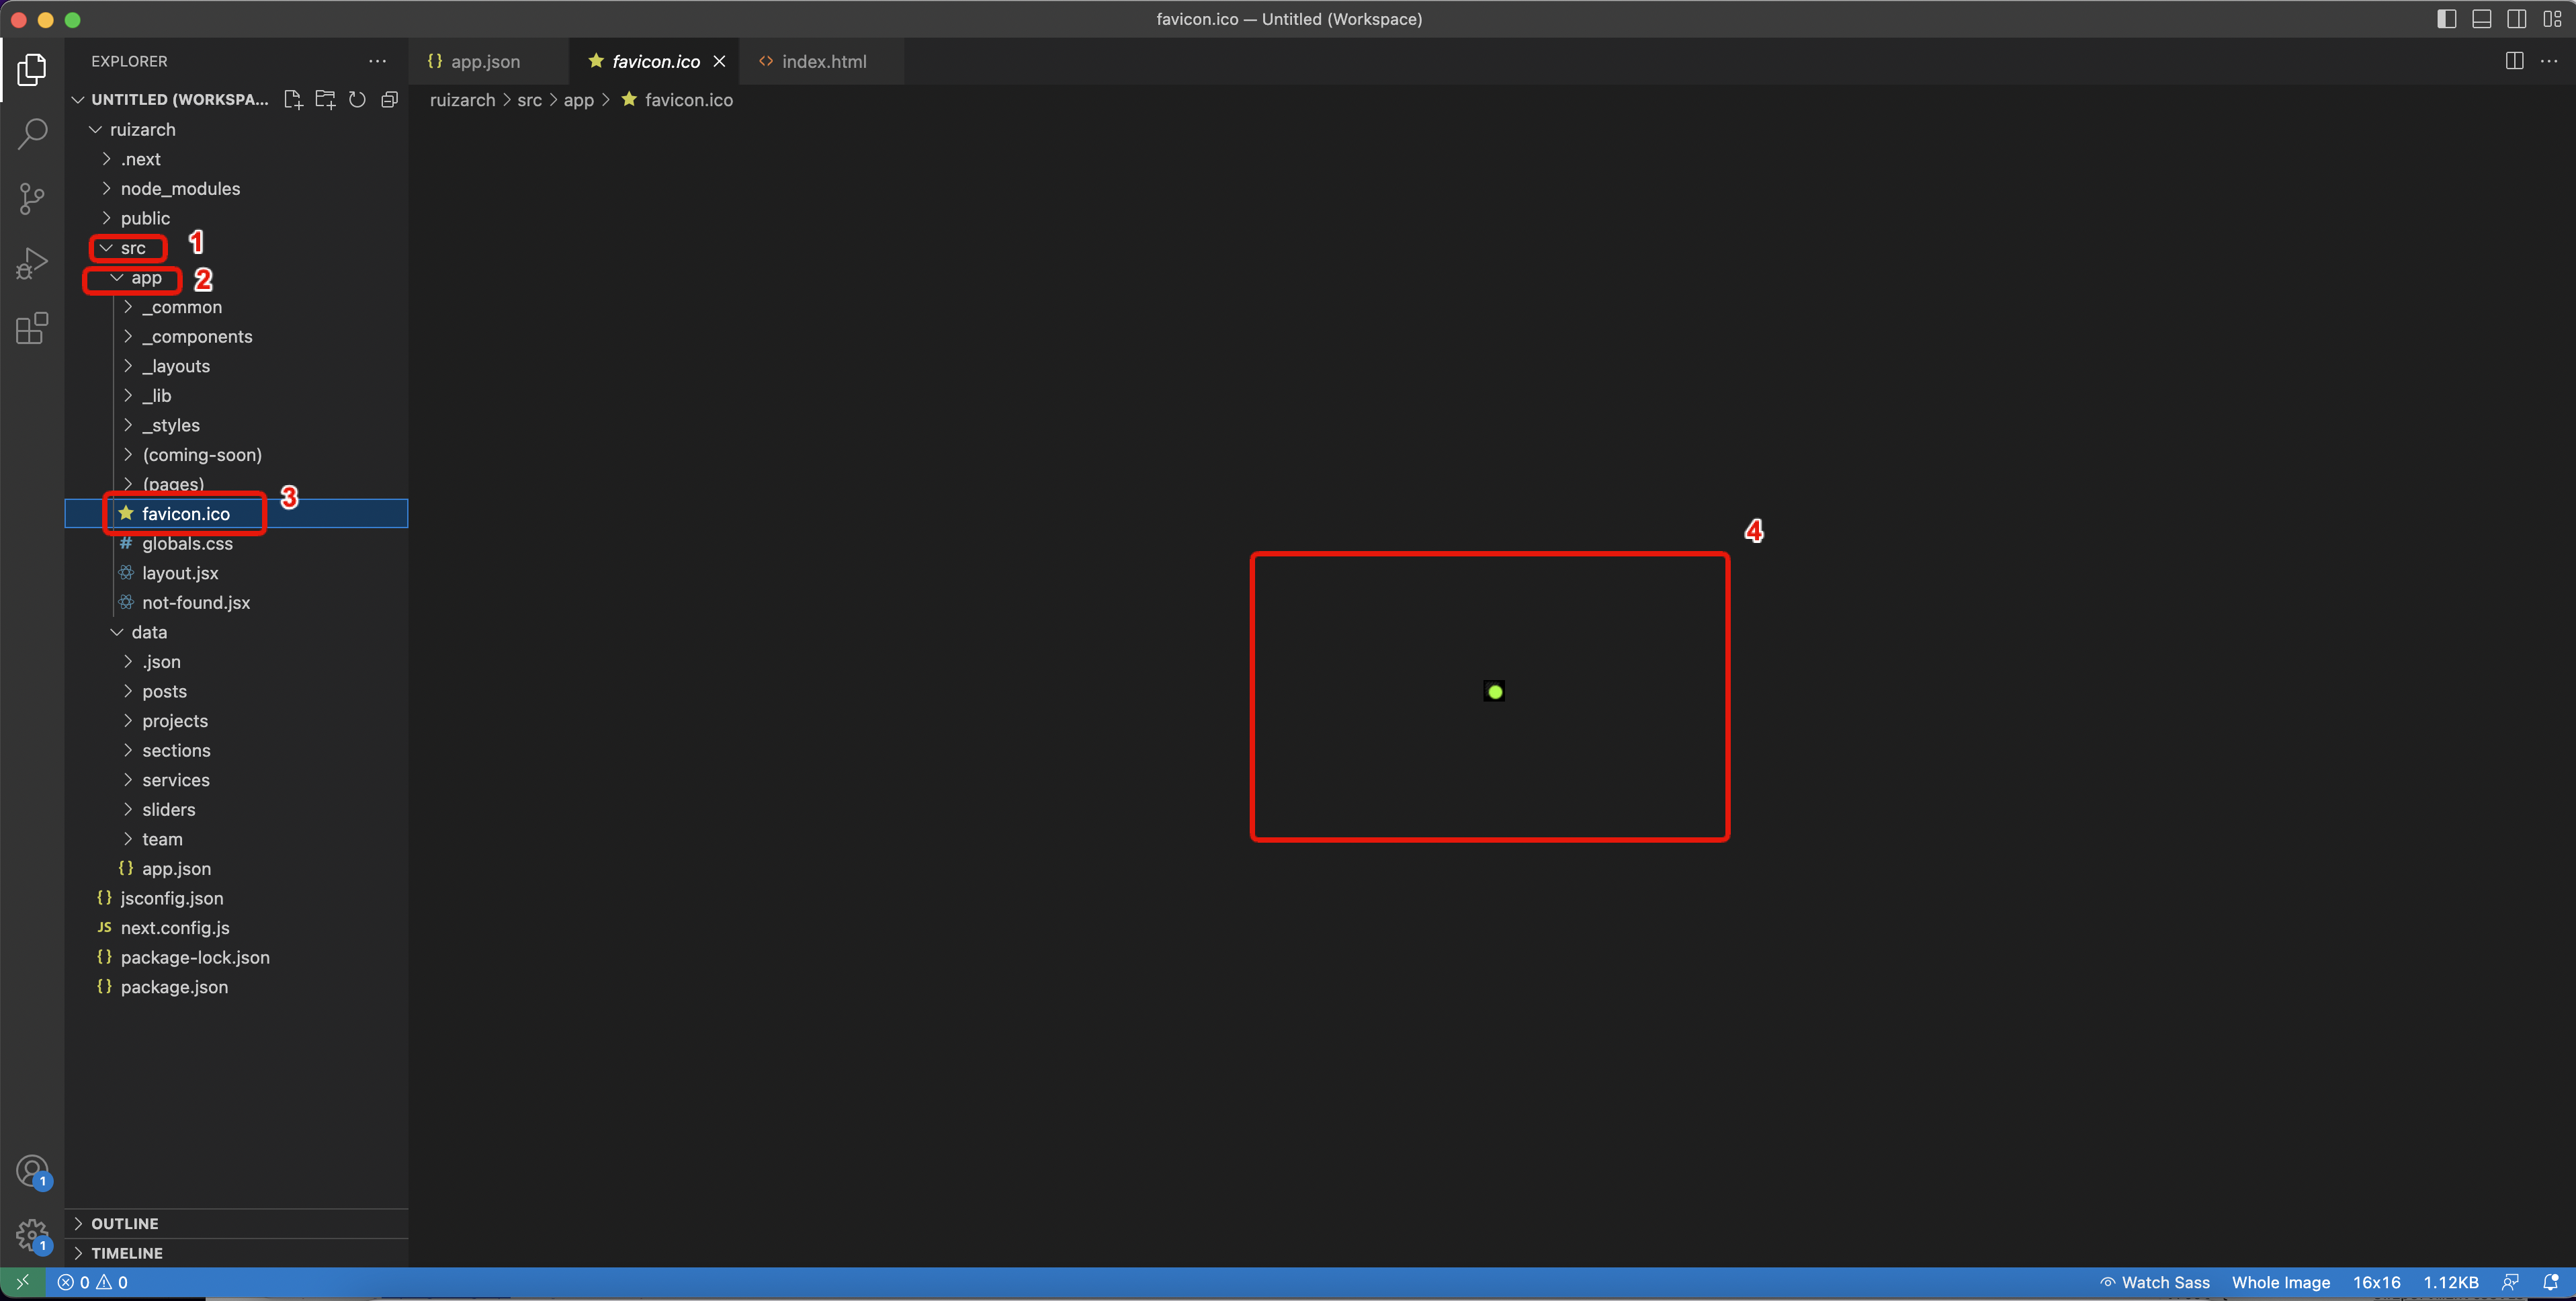 favicon.ico — Untitled (Workspace)
EXPLORER
app.json
favicon.ico
index.html
UNTITLED (WORKSPA...
ruizarch > src > app > favicon.ico
ruizarch
.next
node_modules
public
src
1
app
2
_common
_components
_layouts
_lib
_styles
(coming-soon)
(pages)
favicon.ico
3
4
# globals.css
layout.jsx
not-found.jsx
data
.json
posts
projects
sections
services
sliders
team
{} app.json
{} jsconfig.json
JS next.config.js
{} package-lock.json
{} package.json
1
1
OUTLINE
TIMELINE
0 0
Watch Sass
Whole Image
16x16
1.12KB